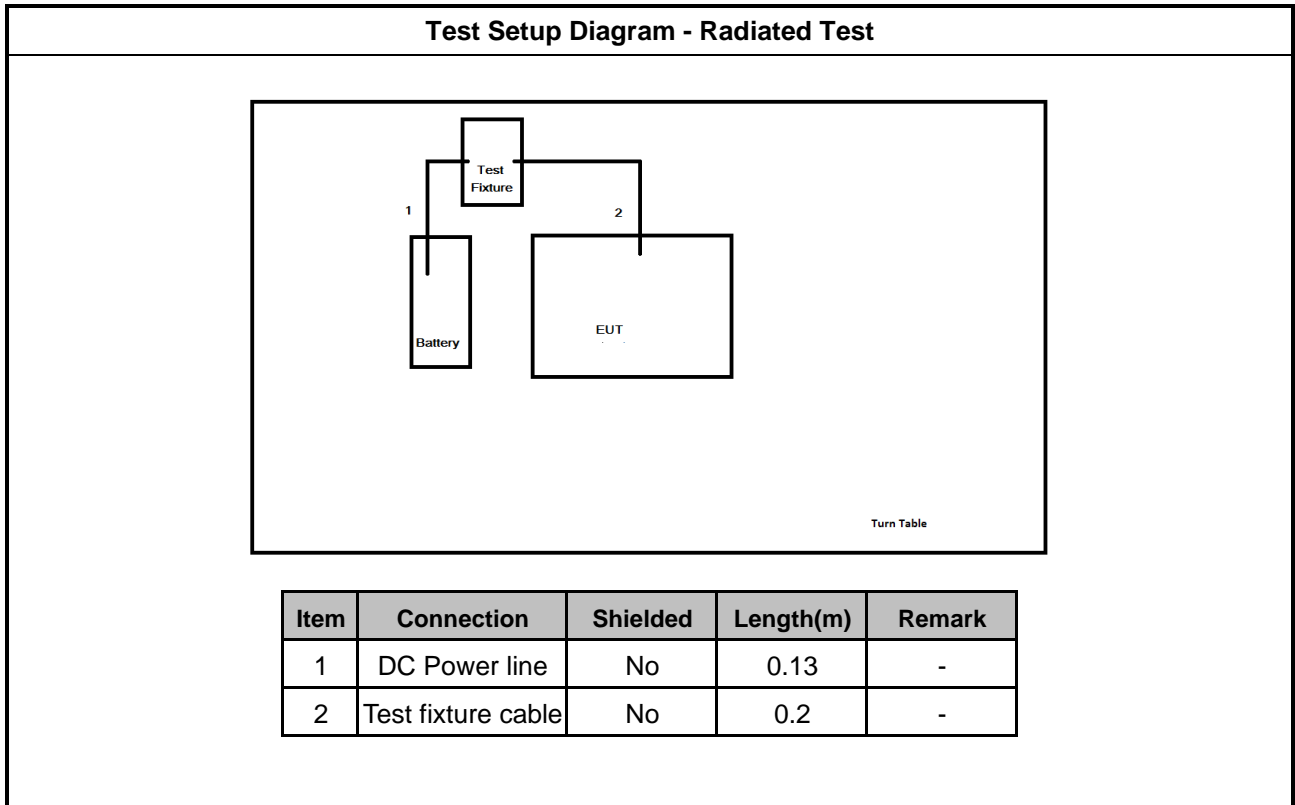 Test Setup Diagram - Radiated Test
Test
Fixture
1
2
Battery
EUT
Turn Table
Item Connection Shielded Length(m) Remark
1 DC Power line No 0.13 -
2 Test fixture cable No 0.2 -